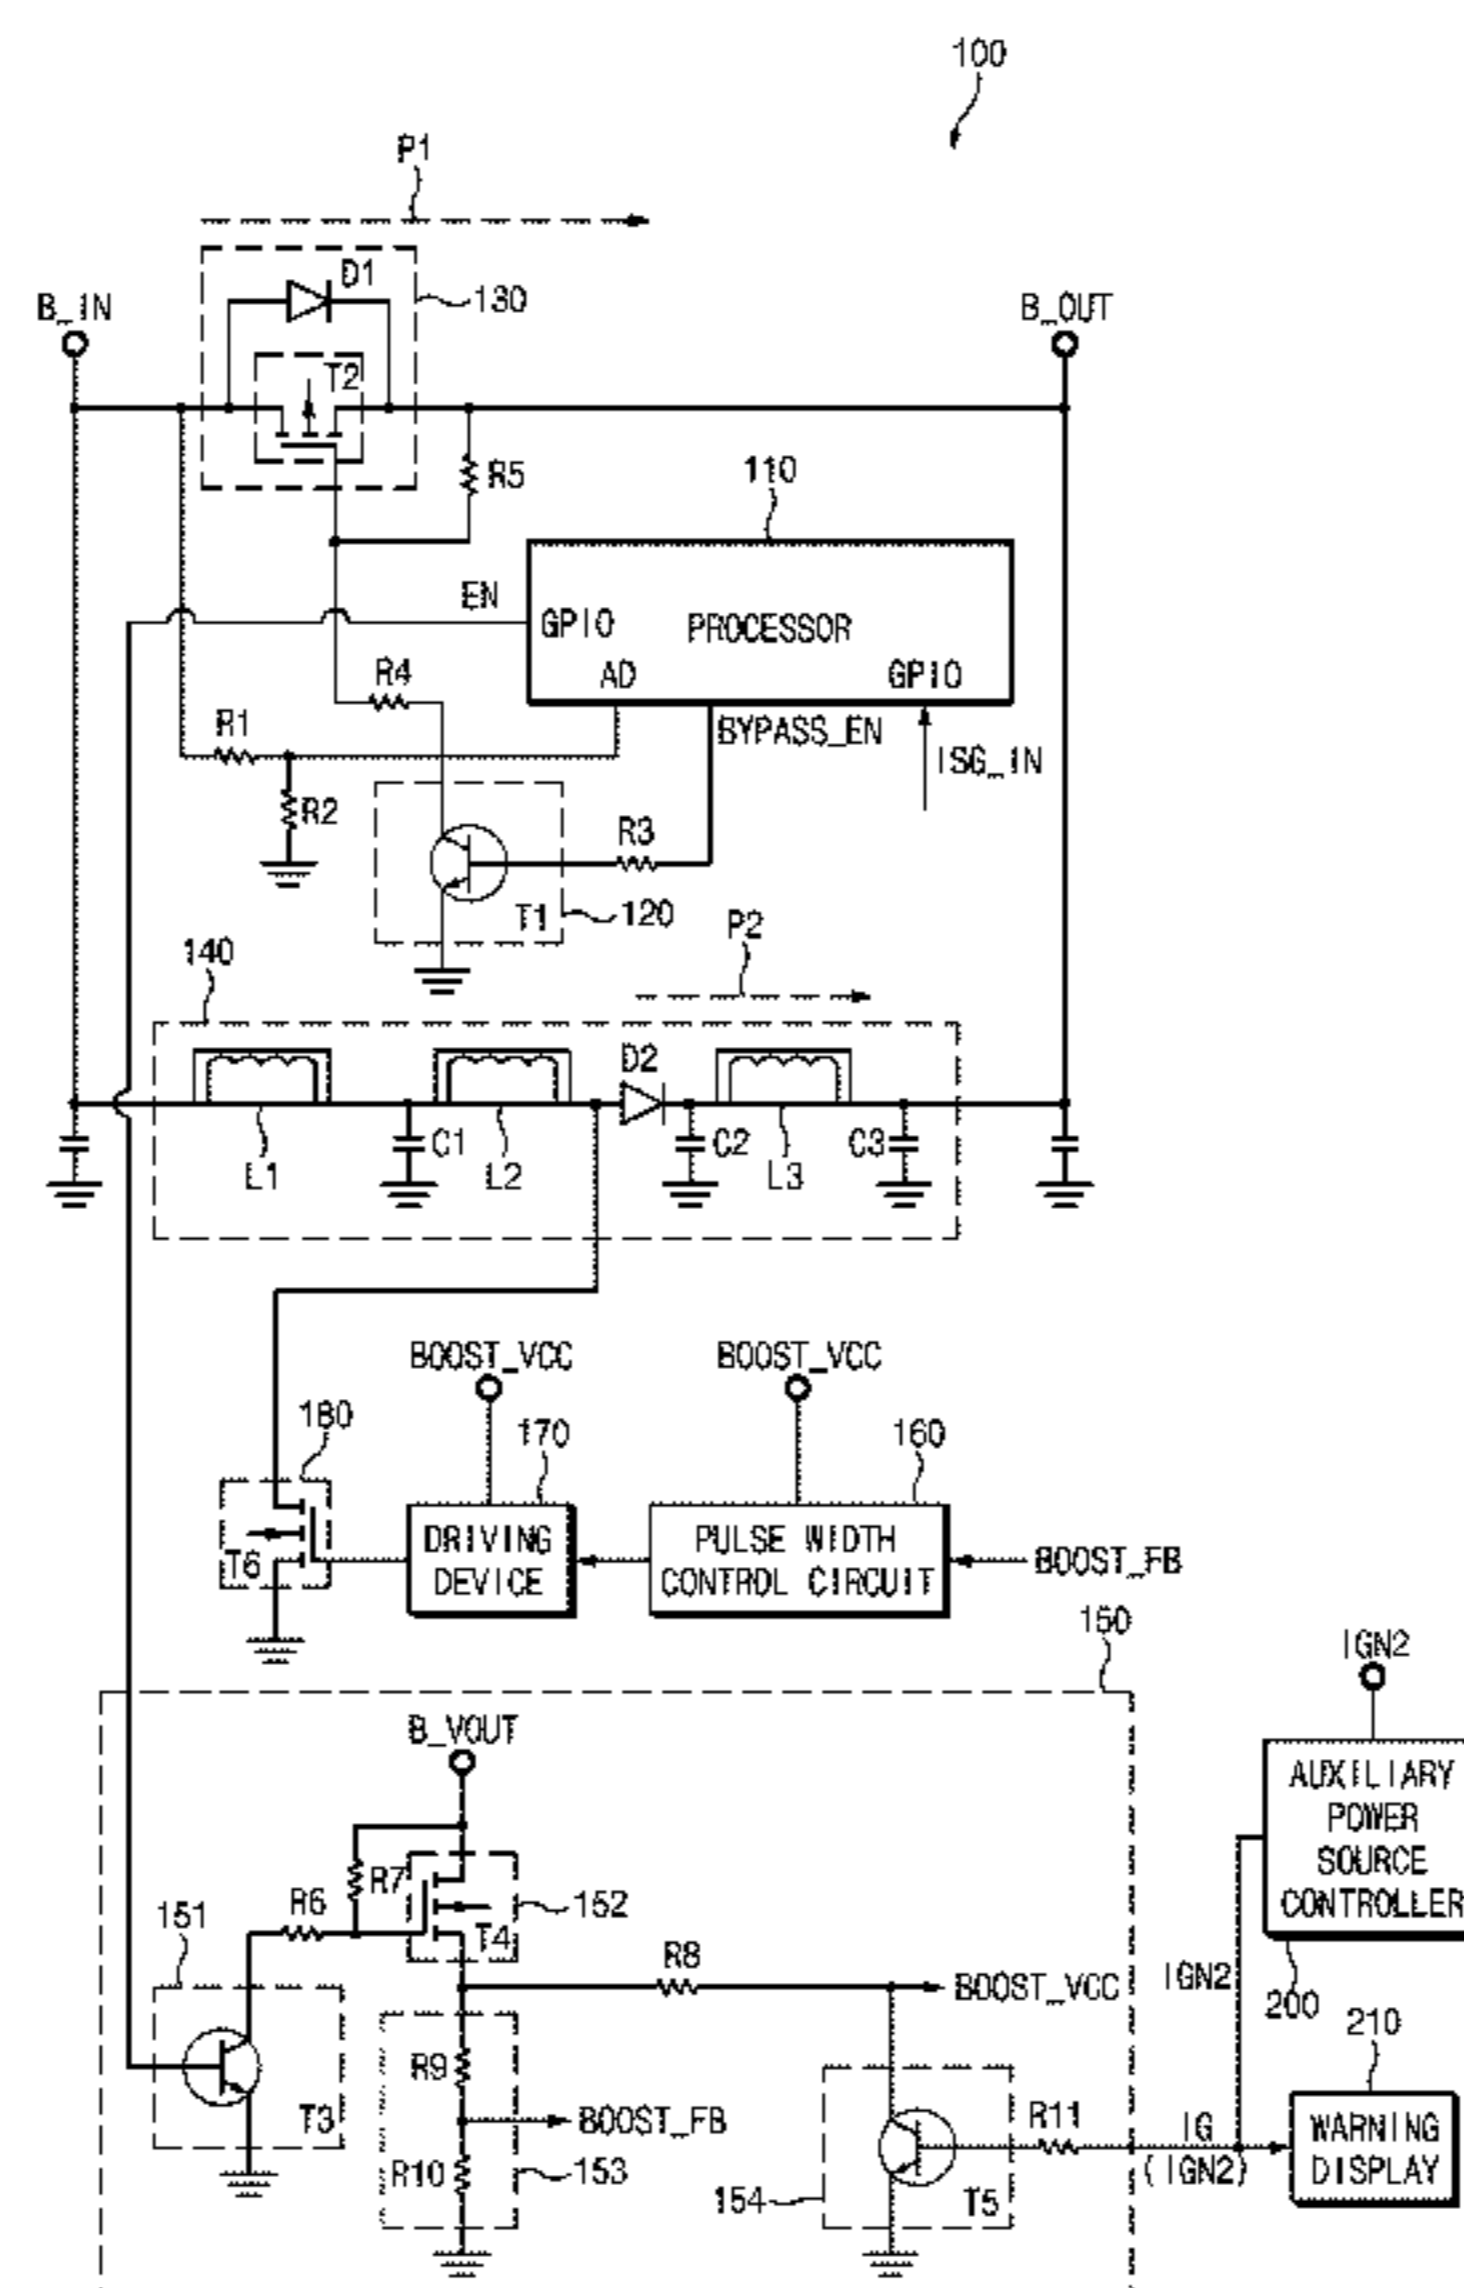 100
P1
D1
130
B_IN
B_OUT
T2
R5
110
EN
GPIO
PROCESSOR
AD
GPIO
R4
BYPASS_EN
R1
ISG_IN
R2
R3
T1
120
P2
140
D2
C1
C2
C3
L1
L2
L3
BOOST_VCC
BOOST_VCC
180
170
160
DRIVING
DEVICE
PULSE WIDTH
CONTROL CIRCUIT
BOOST_FB
T6
150
IGN2
B_VOUT
AUXILIARY
POWER
SOURCE
CONTROLLER
R7
R6
152
151
T4
R8
BOOST_VCC
IGN2
200
210
R9
T3
BOOST_FB
R11
IG
(IGN2)
WARNING
DISPLAY
R10
153
154
T5